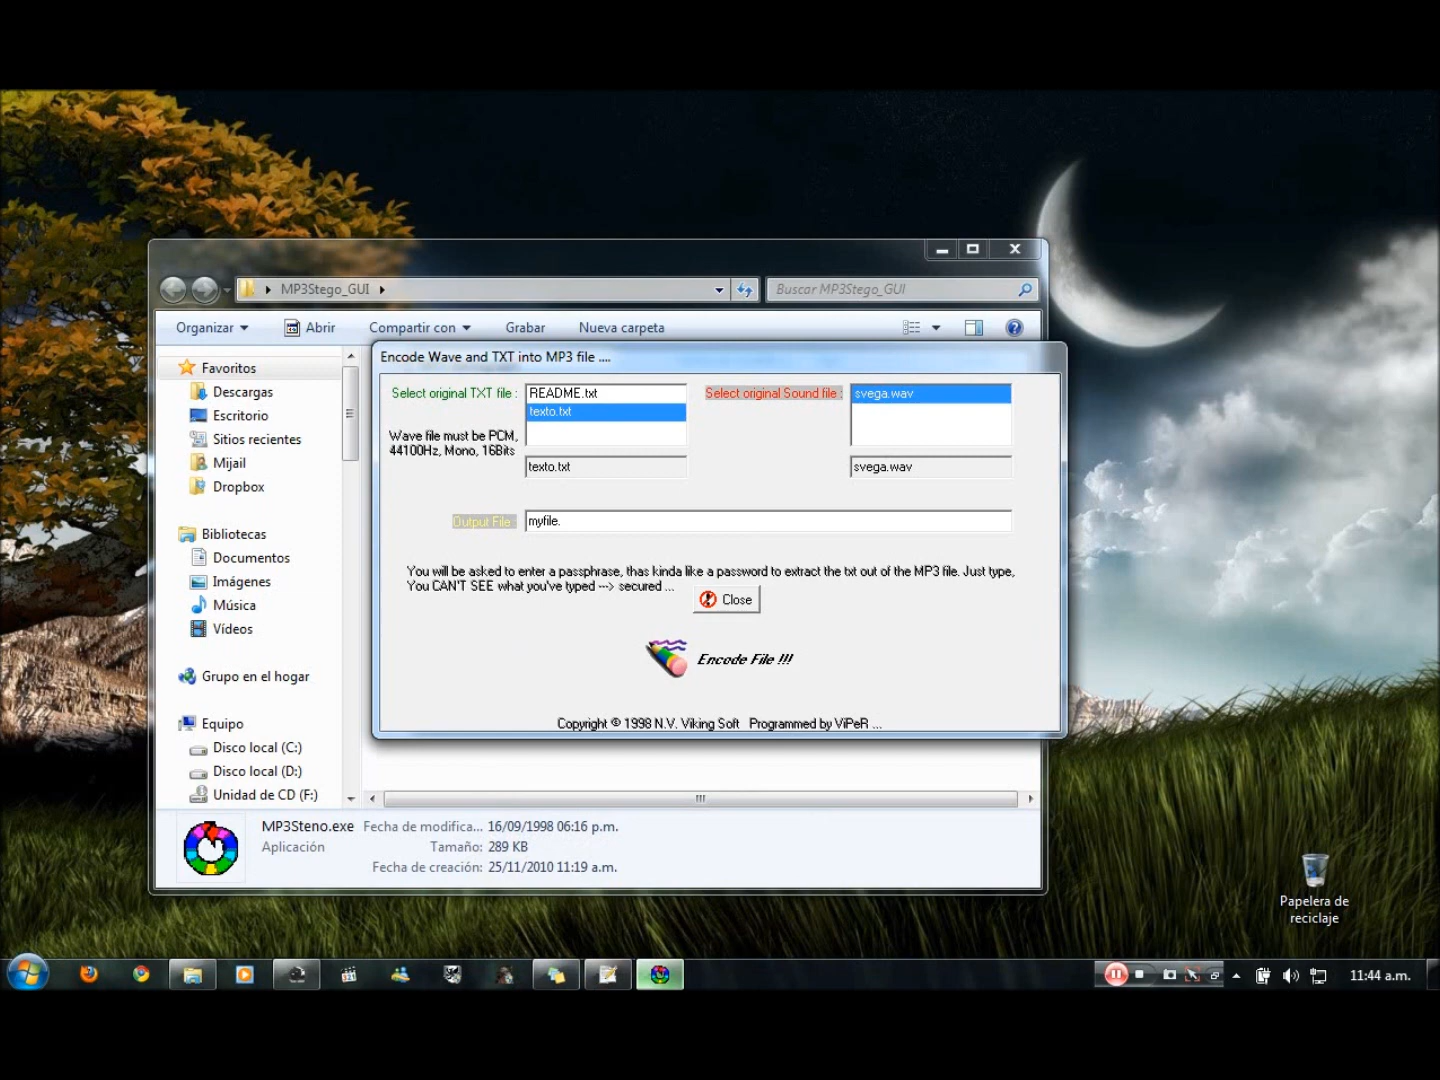 MP3Stego_GUI
Buscar MP3Stego_GUI
Organizar
Abrir
Compartir con
Grabar
Nueva carpeta
Favoritos
Descargas
Escritorio
Sitios recientes
Mijail
Dropbox
Bibliotecas
Documentos
Imágenes
Música
Vídeos
Grupo en el hogar
Equipo
Disco local (C:)
Disco local (D:)
Unidad de CD (F:)
Encode Wave and TXT into MP3 file ....
Select original TXT file :
README.txt
texto.txt
Select original Sound file :
svega.wav
Wave file must be PCM,
44100Hz, Mono, 16Bits
texto.txt
svega.wav
Output File :
myfile.
You will be asked to enter a passphrase, thas kinda like a password to extract the txt out of the MP3 file. Just type,
You CAN'T SEE what you've typed ---> secured ...
Close
Encode File !!!
Copyright © 1998 N.V. Viking Soft Programmed by ViPeR ...
MP3Steno.exe
Fecha de modifica... 16/09/1998 06:16 p.m.
Aplicación
Tamaño: 289 KB
Fecha de creación: 25/11/2010 11:19 a.m.
Papelera de
reciclaje
11:44 a.m.